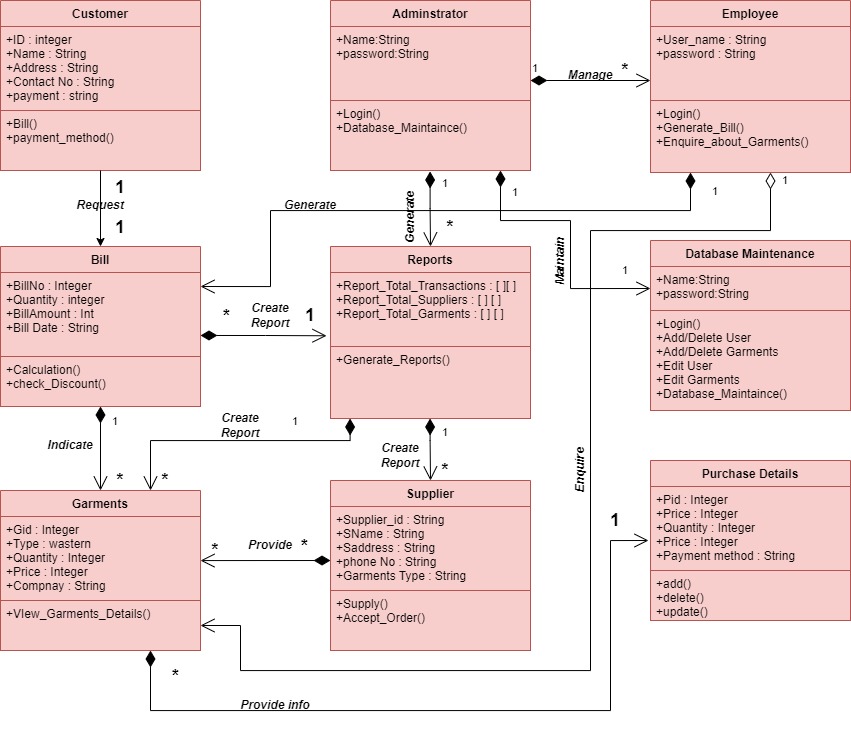 Customer
+ID : integer
+Name : String
+Address : String
+Contact No : String
+payment : string
+Bill()
+payment_method()
Adminstrator
+Name:String
+password:String
+Login()
+Database_Maintaince()
1
Manage
*
Employee
+User_name : String
+password : String
+Login()
+Generate_Bill()
+Enquire_about_Garments()
1
Request
1
Generate
1
1
Generate
*
1
Maintain
1
1
Bill
+BillNo : Integer
+Quantity : integer
+BillAmount : Int
+Bill Date : String
+Calculation()
+check_Discount()
*
Create
Report
1
Reports
+Report_Total_Transactions : [ ][ ]
+Report_Total_Suppliers : [ ] [ ]
+Report_Total_Garments : [ ] [ ]
+Generate_Reports()
Database Maintenance
+Name:String
+password:String
+Login()
+Add/Delete User
+Add/Delete Garments
+Edit User
+Edit Garments
+Database_Maintaince()
1
Indicate
*
Create
Report
1
*
1
Create
Report
*
Enquire
Garments
+Gid : Integer
+Type : wastern
+Quantity : Integer
+Price : Integer
+Compnay : String
+VIew_Garments_Details()
*
Provide
*
Supplier
+Supplier_id : String
+SName : String
+Saddress : String
+phone No : String
+Garments Type : String
+Supply()
+Accept_Order()
1
Purchase Details
+Pid : Integer
+Price : Integer
+Quantity : Integer
+Price : Integer
+Payment method : String
+add()
+delete()
+update()
*
Provide info